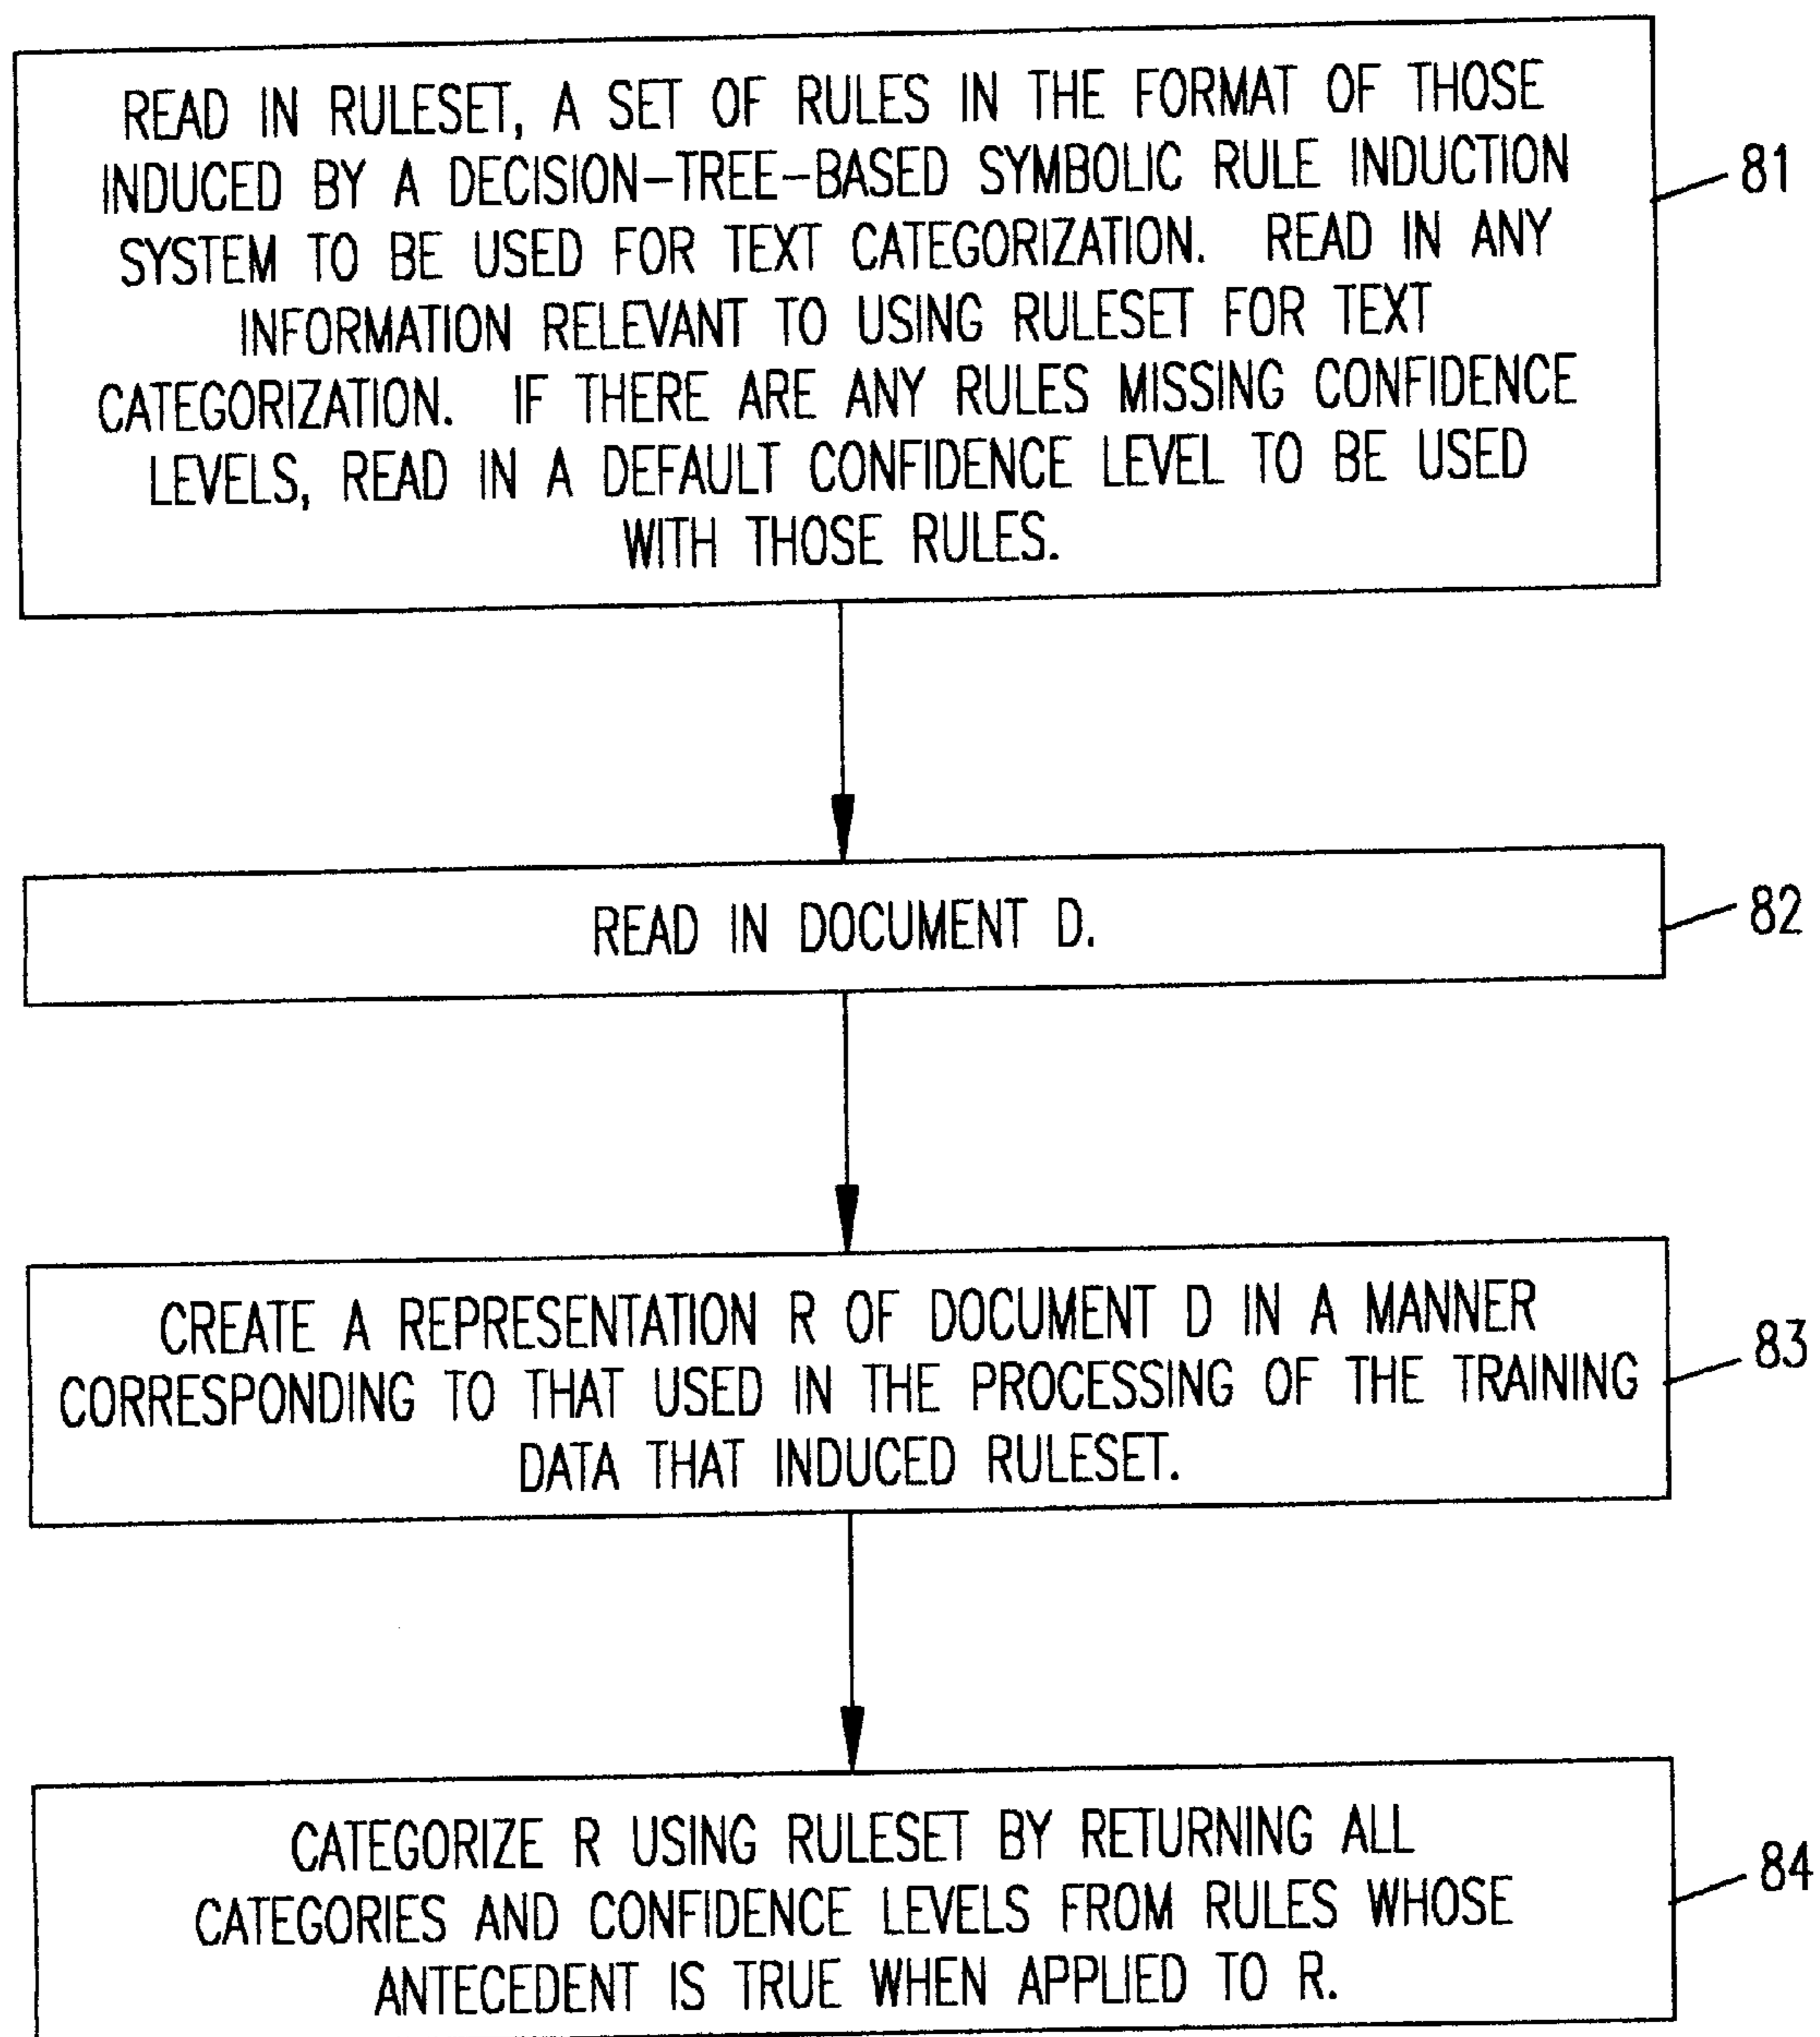 READ IN RULESET, A SET OF RULES IN THE FORMAT OF THOSE
INDUCED BY A DECISION-TREE-BASED SYMBOLIC RULE INDUCTION
SYSTEM TO BE USED FOR TEXT CATEGORIZATION. READ IN ANY
INFORMATION RELEVANT TO USING RULESET FOR TEXT
CATEGORIZATION. IF THERE ARE ANY RULES MISSING CONFIDENCE
LEVELS, READ IN A DEFAULT CONFIDENCE LEVEL TO BE USED
WITH THOSE RULES.
81
READ IN DOCUMENT D.
82
CREATE A REPRESENTATION R OF DOCUMENT D IN A MANNER
CORRESPONDING TO THAT USED IN THE PROCESSING OF THE TRAINING
DATA THAT INDUCED RULESET.
83
CATEGORIZE R USING RULESET BY RETURNING ALL
CATEGORIES AND CONFIDENCE LEVELS FROM RULES WHOSE
ANTECEDENT IS TRUE WHEN APPLIED TO R.
84